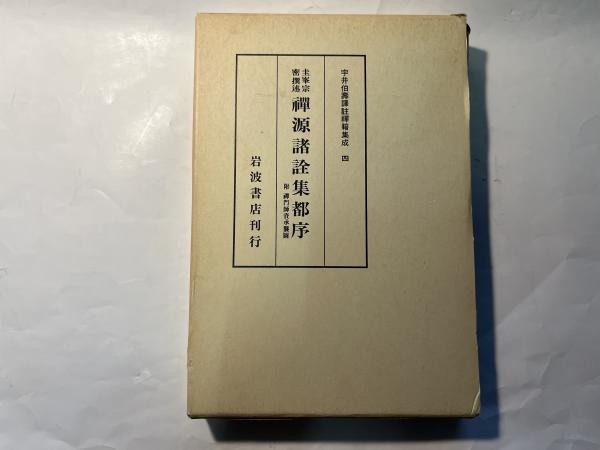 宇井伯壽譯註禪籍集成 四
圭峯宗
密撰述
禪源諸詮集都序
附 禪門師資承襲圖
岩波書店刊行